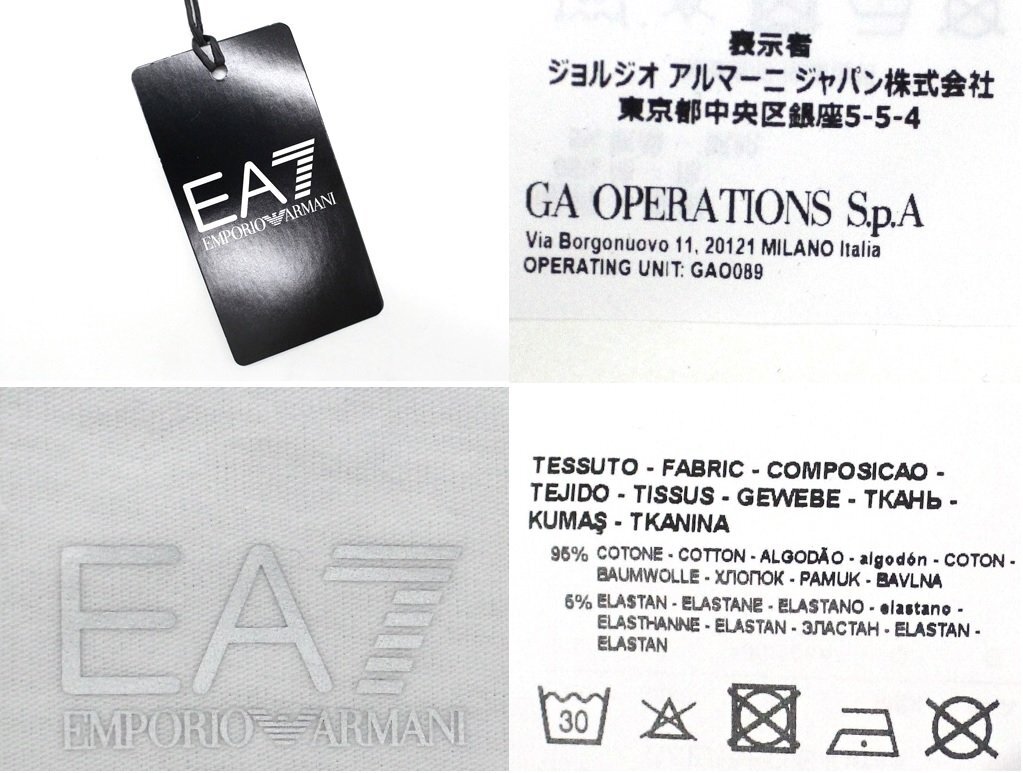 EA7
EMPORIO ARMANI
表示者
ジョルジオ アルマーニ ジャパン株式会社
東京都中央区銀座5-5-4
GA OPERATIONS S.p.A
Via Borgonuovo 11, 20121 MILANO Italia
OPERATING UNIT: GAO089
EA7
EMPORIO ARMANI
TESSUTO - FABRIC - COMPOSICAO -
TEJIDO - TISSUS - GEWEBE - ТКАНЬ -
KUMAŞ - TKANINA
95% COTONE - COTTON - ALGODÃO - algodón - COTON -
BAUMWOLLE - ХЛОПОК - PAMUK - BAVLNA
5% ELASTAN - ELASTANE - ELASTANO - elastano -
ELASTHANNE - ELASTAN - ЭЛАСТАН - ELASTAN -
ELASTAN
30